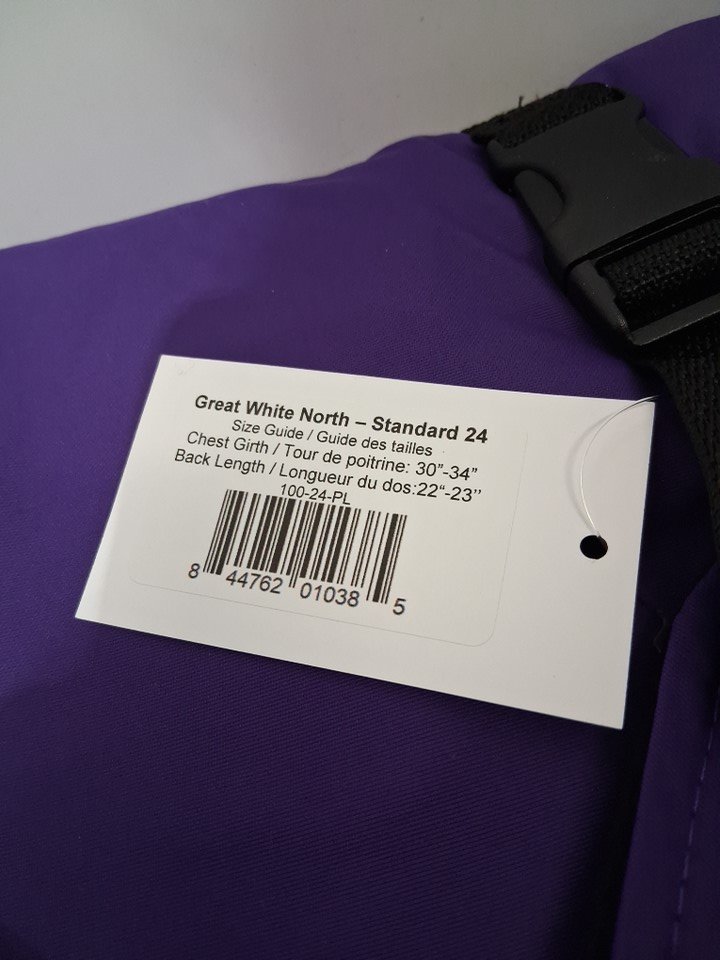 Great White North – Standard 24
Size Guide / Guide des tailles
Chest Girth / Tour de poitrine: 30”-34”
Back Length / Longueur du dos:22“-23’’
100-24-PL
8 44762 01038 5